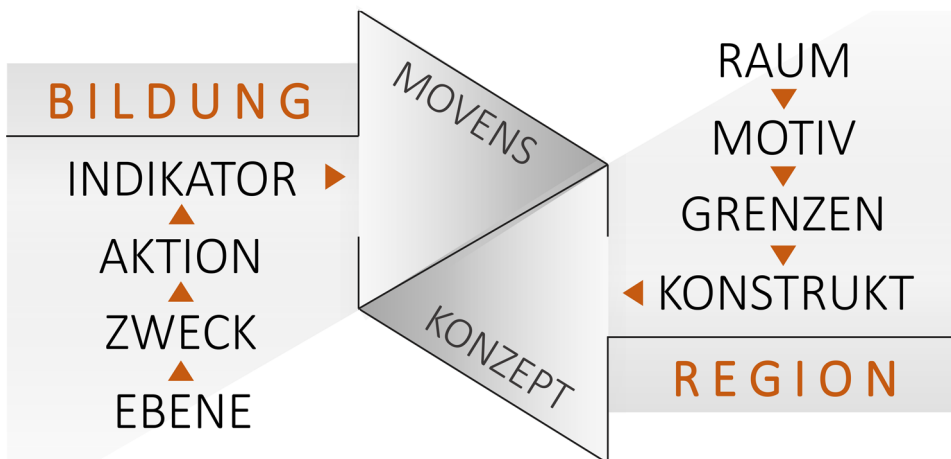 BILDUNG
INDIKATOR
AKTION
ZWECK
EBENE
MOVENS
KONZEPT
RAUM
MOTIV
GRENZEN
KONSTRUKT
REGION